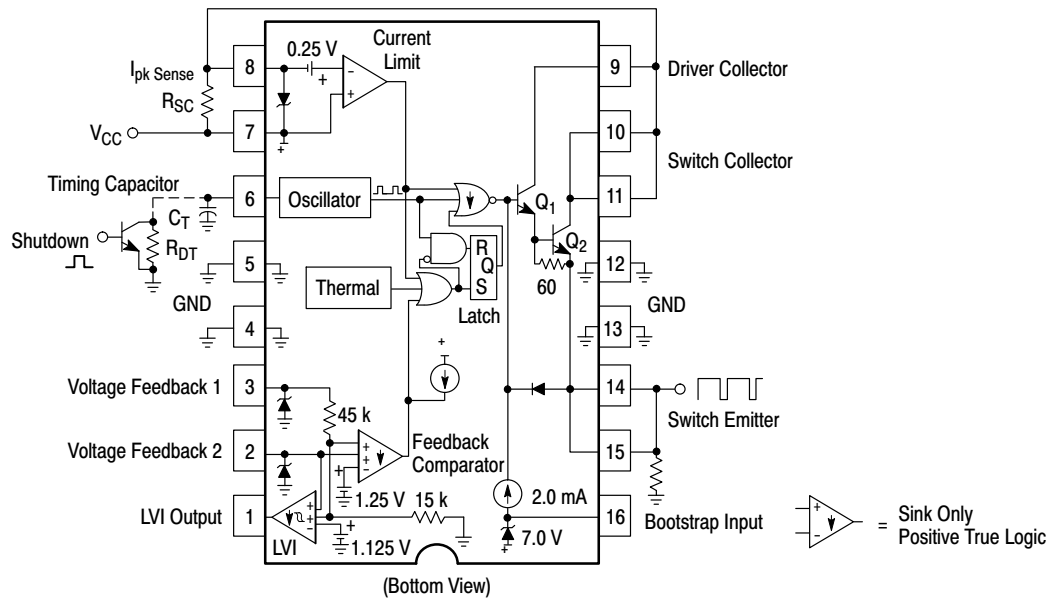 Current
Limit
0.25 V
+
−
+
+
Ipk Sense
RSC
VCC
8
7
9
Driver Collector
10
Switch Collector
11
Timing Capacitor
6
Oscillator
CT
RDT
Shutdown
Q1
Q2
60
R
Q
S
Latch
5
GND
4
Thermal
12
GND
13
+
Voltage Feedback 1
3
45 k
14
Switch Emitter
Voltage Feedback 2
2
+
+
−
Feedback
Comparator
+
1.25 V
15
LVI Output
1
+
+
−
LVI
+
1.125 V
15 k
2.0 mA
7.0 V
+
16
Bootstrap Input
+
−
=
Sink Only
Positive True Logic
(Bottom View)